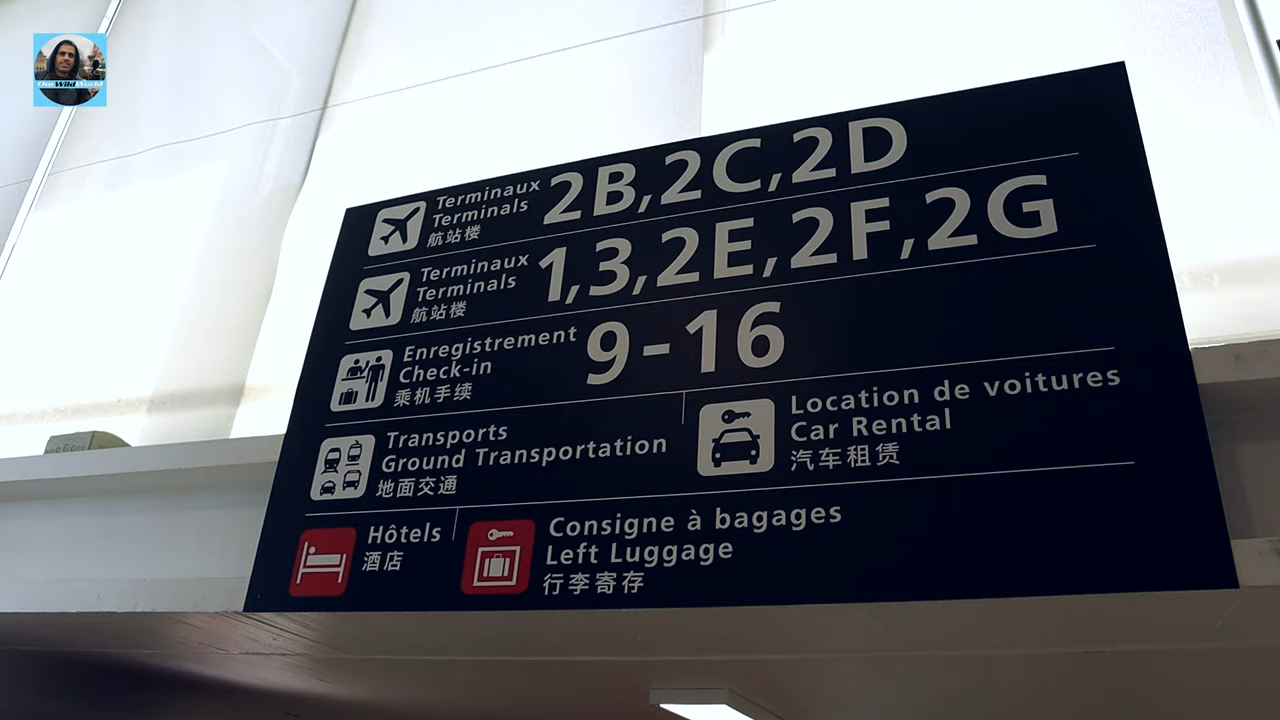 OneWildWorld
Terminaux
Terminals
航站楼
2B,2C,2D
Terminaux
Terminals
航站楼
1,3,2E,2F,2G
Enregistrement
Check-in
乘机手续
9-16
Transports
Ground Transportation
地面交通
Location de voitures
Car Rental
汽车租赁
Hôtels
酒店
Consigne à bagages
Left Luggage
行李寄存